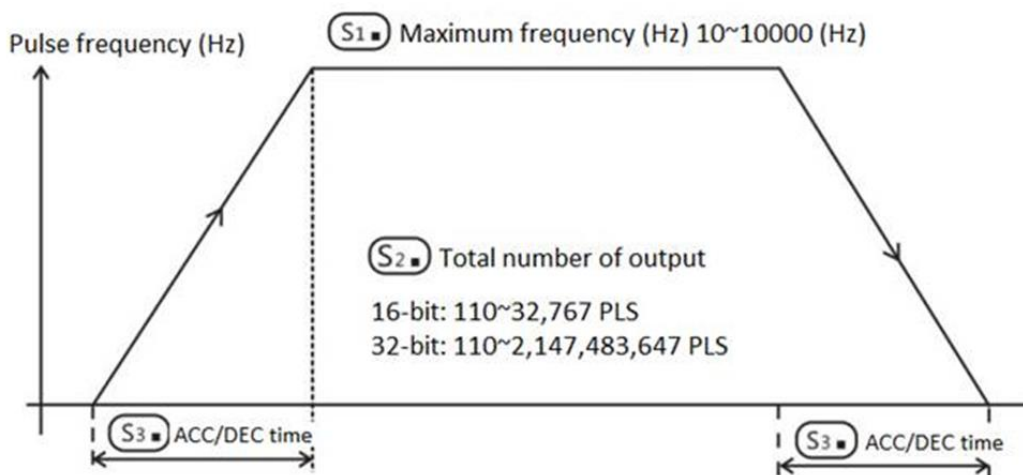 S1■ Maximum frequency (Hz) 10~10000 (Hz)
Pulse frequency (Hz)
S2■ Total number of output
16-bit: 110~32,767 PLS
32-bit: 110~2,147,483,647 PLS
S3■ ACC/DEC time
S3■ ACC/DEC time